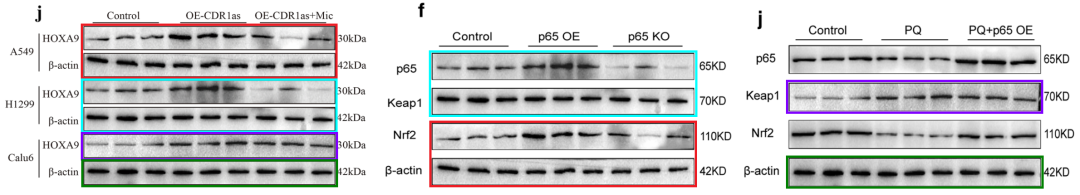 j
Control OE-CDR1as OE-CDR1as+Mic
A549
HOXA9 30kDa
β-actin 42kDa
H1299
HOXA9 30kDa
β-actin 42kDa
Calu6
HOXA9 30kDa
β-actin 42kDa
f
Control p65 OE p65 KO
p65 65KD
Keap1 70KD
Nrf2 110KD
β-actin 42KD
j
Control PQ PQ+p65 OE
p65 65KD
Keap1 70KD
Nrf2 110KD
β-actin 42KD